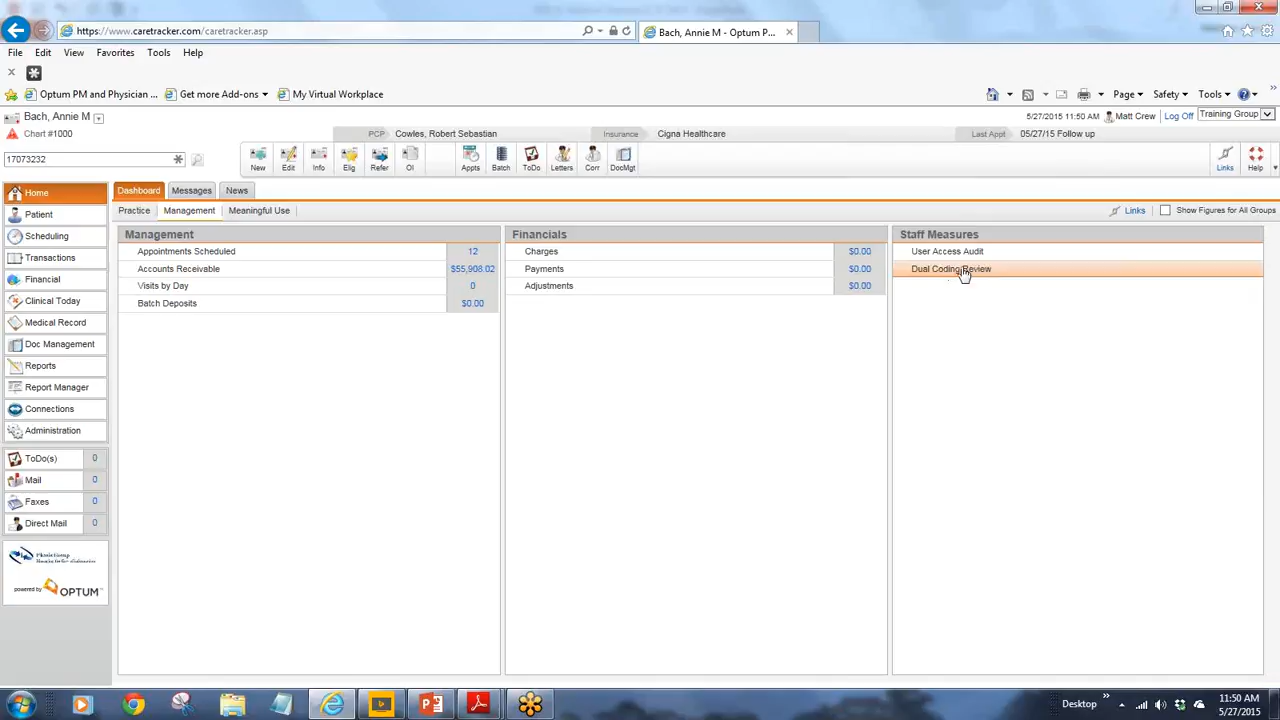 https://www.caretracker.com/caretracker.asp
Bach, Annie M - Optum P...
File Edit View Favorites Tools Help
Optum PM and Physician ... Get more Add-ons My Virtual Workplace
Page Safety Tools
Bach, Annie M
5/27/2015 11:50 AM Matt Crew Log Off Training Group
Chart #1000
PCP Cowles, Robert Sebastian Insurance Cigna Healthcare Last Appt 05/27/15 Follow up
17073232
New Edit Info Elig Refer OI Appts Batch ToDo Letters Corr DocMgt Links Help
Home
Patient
Scheduling
Transactions
Financial
Clinical Today
Medical Record
Doc Management
Reports
Report Manager
Connections
Administration
ToDo(s) 0
Mail 0
Faxes 0
Direct Mail 0
powered by OPTUM
Dashboard Messages News
Practice Management Meaningful Use
Links Show Figures for All Groups
Management
Appointments Scheduled 12
Accounts Receivable $55,908.02
Visits by Day 0
Batch Deposits $0.00
Financials
Charges $0.00
Payments $0.00
Adjustments $0.00
Staff Measures
User Access Audit
Dual Coding Review
Desktop
11:50 AM
5/27/2015